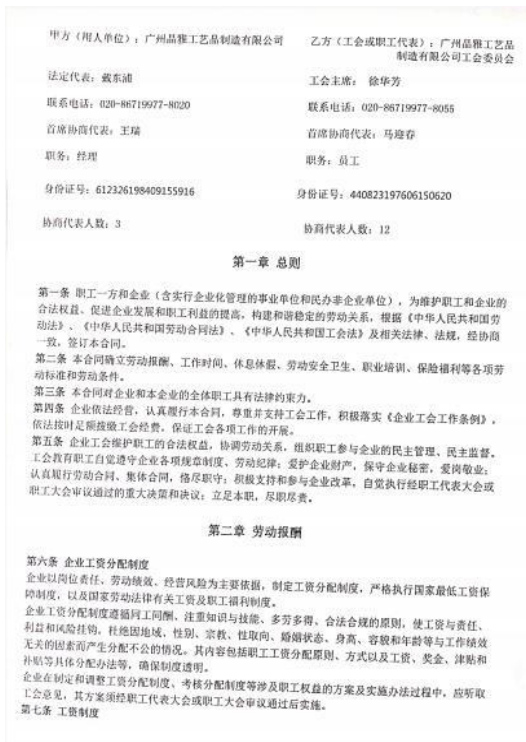 甲方（用人单位）：广州晶雅工艺品制造有限公司
乙方（工会或职工代表）：广州晶雅工艺品
制造有限公司工会委员会
法定代表：戴东浦
工会主席： 徐华芳
联系电话：020-86719977-8020
联系电话：020-86719977-8055
首席协商代表：王瑞
首席协商代表：马迎春
职务：经理
职务：员工
身份证号：612326198409155916
身份证号：440823197606150620
协商代表人数：3
协商代表人数：12
第一章 总则
第一条 职工一方和企业（含实行企业化管理的事业单位和民办非企业单位），为维护职工和企业的
合法权益、促进企业发展和职工利益的提高，构建和谐稳定的劳动关系，根据《中华人民共和国劳
动法》、《中华人民共和国劳动合同法》、《中华人民共和国工会法》及相关法律、法规，经协商
一致，签订本合同。
第二条 本合同确立劳动报酬、工作时间、休息休假、劳动安全卫生、职业培训、保险福利等各项劳
动标准和劳动条件。
第三条 本合同对企业和本企业的全体职工具有法律约束力。
第四条 企业依法经营，认真履行本合同，尊重并支持工会工作，积极落实《企业工会工作条例》，
依法按时足额拨缴工会经费，保证工会各项工作的开展。
第五条 企业工会维护职工的合法权益，协调劳动关系，组织职工参与企业的民主管理、民主监督。
工会教育职工自觉遵守企业各项规章制度、劳动纪律；爱护企业财产，保守企业秘密，爱岗敬业；
认真履行劳动合同、集体合同，恪尽职守；积极支持和参与企业改革，自觉执行经职工代表大会或
职工大会审议通过的重大决策和决议；立足本职，尽职尽责。
第二章 劳动报酬
第六条 企业工资分配制度
企业以岗位责任、劳动绩效、经营风险为主要依据，制定工资分配制度，严格执行国家最低工资保
障制度，以及国家劳动法律有关工资及职工福利制度。
企业工资分配制度遵循同工同酬、注重知识与技能、多劳多得、合法合规的原则，使工资与责任、
利益和风险挂钩，杜绝因地域、性别、宗教、性取向、婚姻状态、身高、容貌和年龄等与工作绩效
无关的因素而产生分配不公的情况。其内容包括职工工资分配原则、方式以及工资、奖金、津贴和
补贴等具体分配办法等，确保制度透明。
企业在制定和调整工资分配制度、考核分配制度等涉及职工权益的方案及实施办法过程中，应听取
工会意见，其方案须经职工代表大会或职工大会审议通过后实施。
第七条 工资制度